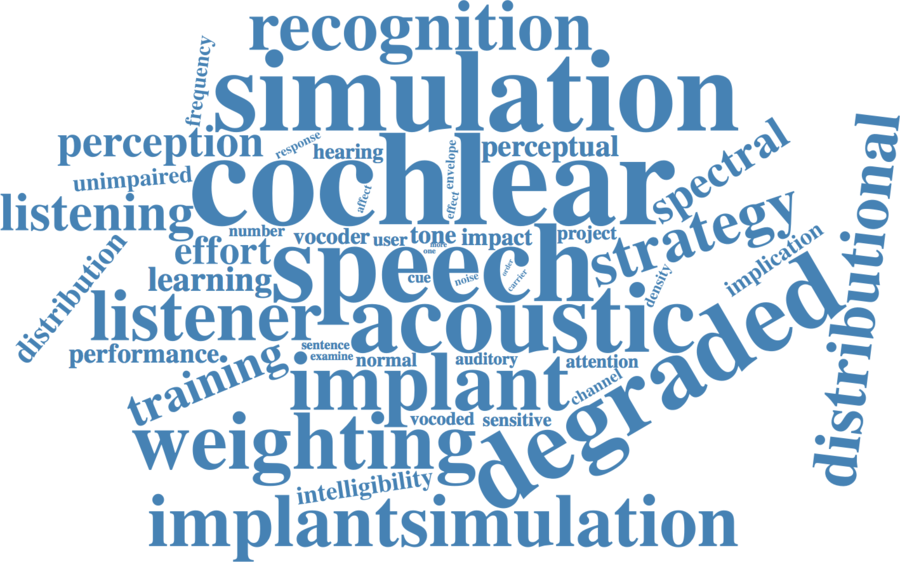 recognition
frequency
simulation
perception
response
hearing
envelope
perceptual
spectral
distributional
unimpaired
cochlear
affect
effect
listening
number
vocoder
user
tone
more
one
impact
project
strategy
effort
speech
implication
distribution
learning
cue
noise
order
carrier
density
listener
acoustic
degraded
performance
sentence
examine
normal
auditory
attention
training
implant
channel
vocoded
sensitive
weighting
intelligibility
implantsimulation